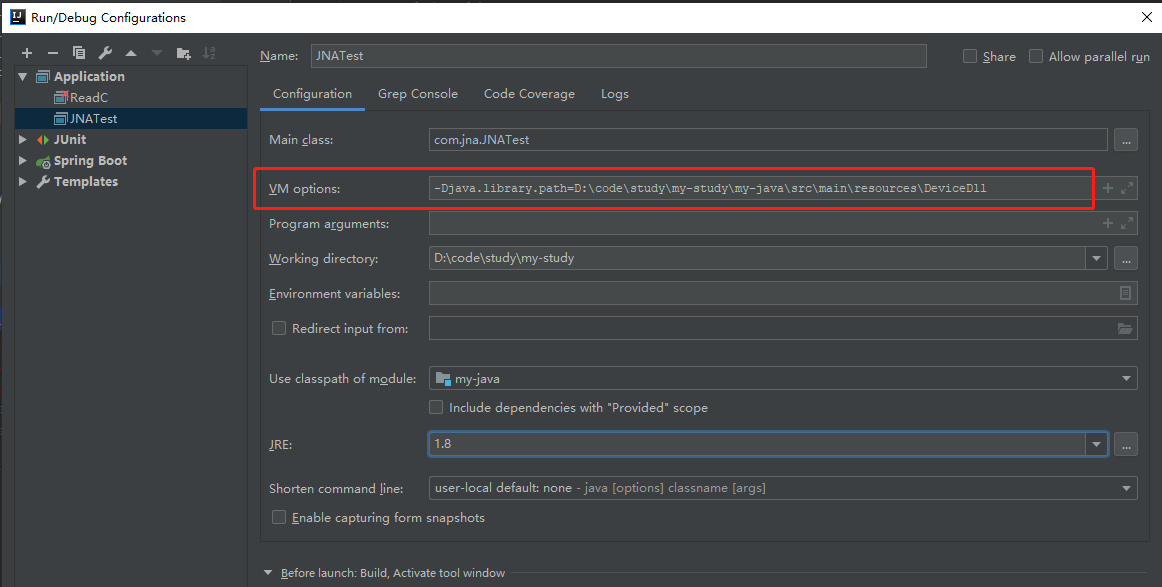 Run/Debug Configurations
Name: JNATest Share Allow parallel run
Application
ReadC
JNATest
JUnit
Spring Boot
Templates
Configuration Grep Console Code Coverage Logs
Main class: com.jna.JNATest ...
VM options: -Djava.library.path=D:\code\study\my-study\my-java\src\main\resources\DeviceDll
Program arguments:
Working directory: D:\code\study\my-study ...
Environment variables:
Redirect input from:
Use classpath of module: my-java
Include dependencies with "Provided" scope
JRE: 1.8 ...
Shorten command line: user-local default: none - java [options] classname [args]
Enable capturing form snapshots
Before launch: Build, Activate tool window